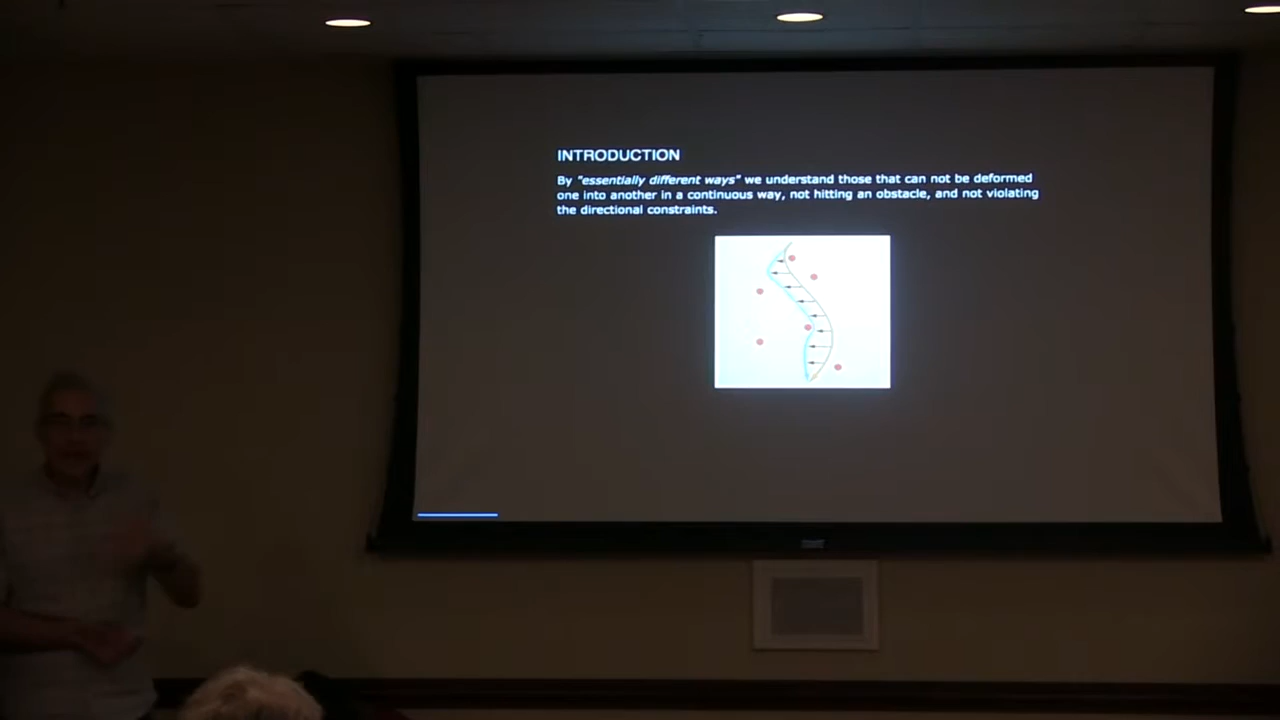 INTRODUCTION
By "essentially different ways" we understand those that can not be deformed
one into another in a continuous way, not hitting an obstacle, and not violating
the directional constraints.